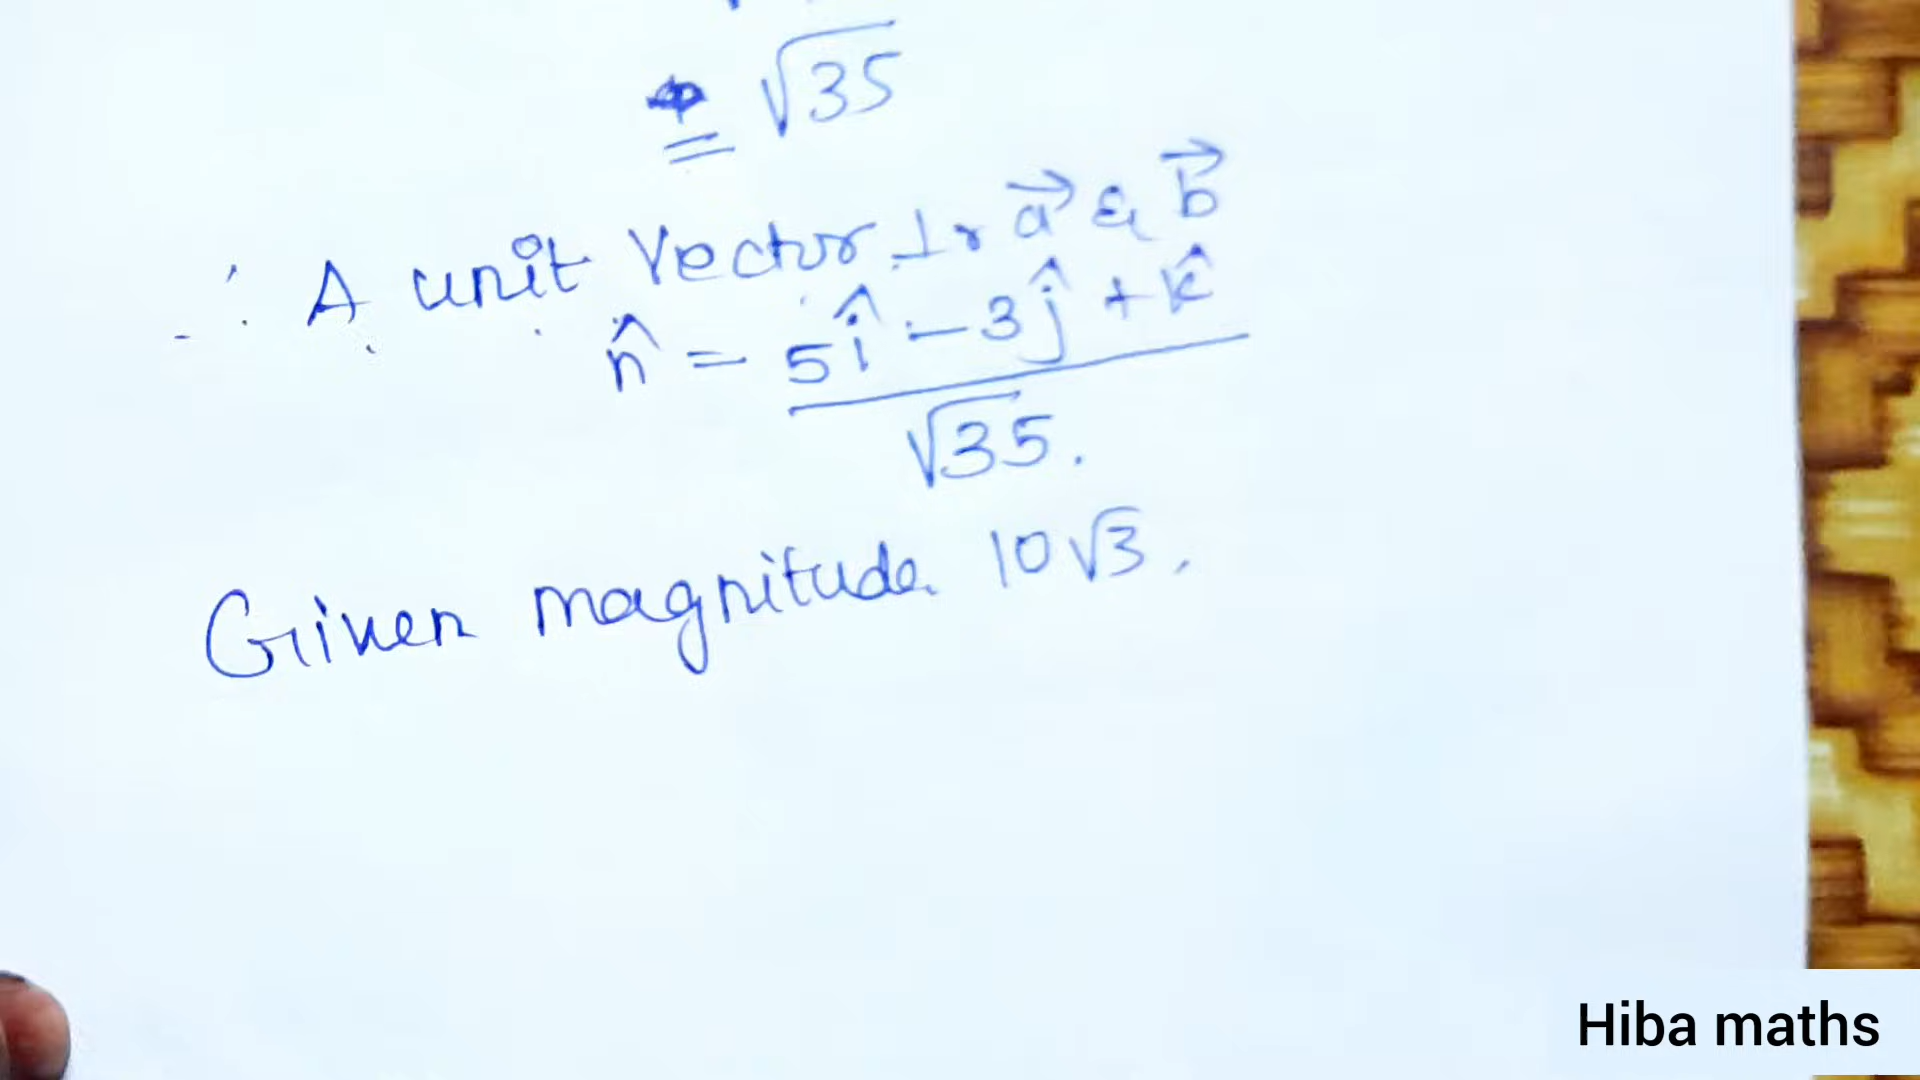 = √35
∴ A unit Vector ⊥r a⃗ & b⃗
n̂ = 5î - 3ĵ + k̂
√35.
Given magnitude 10√3.
Hiba maths